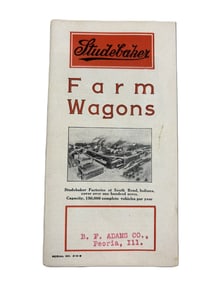 Studebaker
Farm
Wagons
Studebaker Factories at South Bend, Indiana,
cover over one hundred acres.
Capacity, 150,000 complete vehicles per year
B. F. ADAMS CO.,
Peoria, Ill.